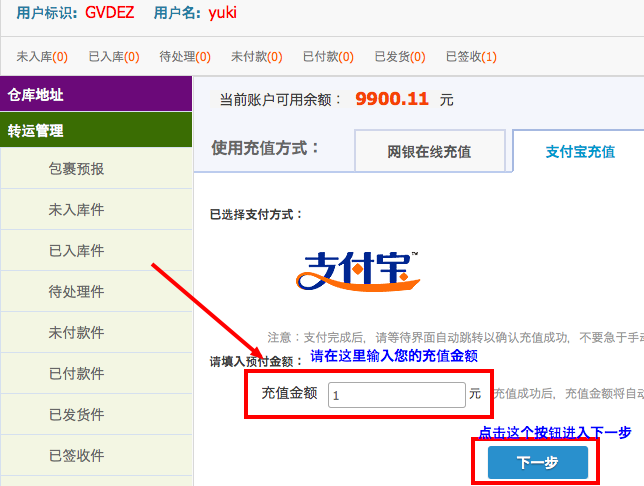 用户标识: GVDEZ 用户名: yuki
未入库(0) 已入库(0) 待处理(0) 未付款(0) 已付款(0) 已发货(0) 已签收(1)
仓库地址
当前账户可用余额： 9900.11 元
转运管理
使用充值方式： 网银在线充值 支付宝充值
包裹预报
未入库件
已选择支付方式：
已入库件
支付宝™
待处理件
未付款件
注意：支付完成后, 请等待界面自动跳转以确认充值成功, 不要急于手动
请填入预付金额： 请在这里输入您的充值金额
已付款件
充值金额 1 元 充值成功后, 充值金额将自动
已发货件
点击这个按钮进入下一步
已签收件
下一步